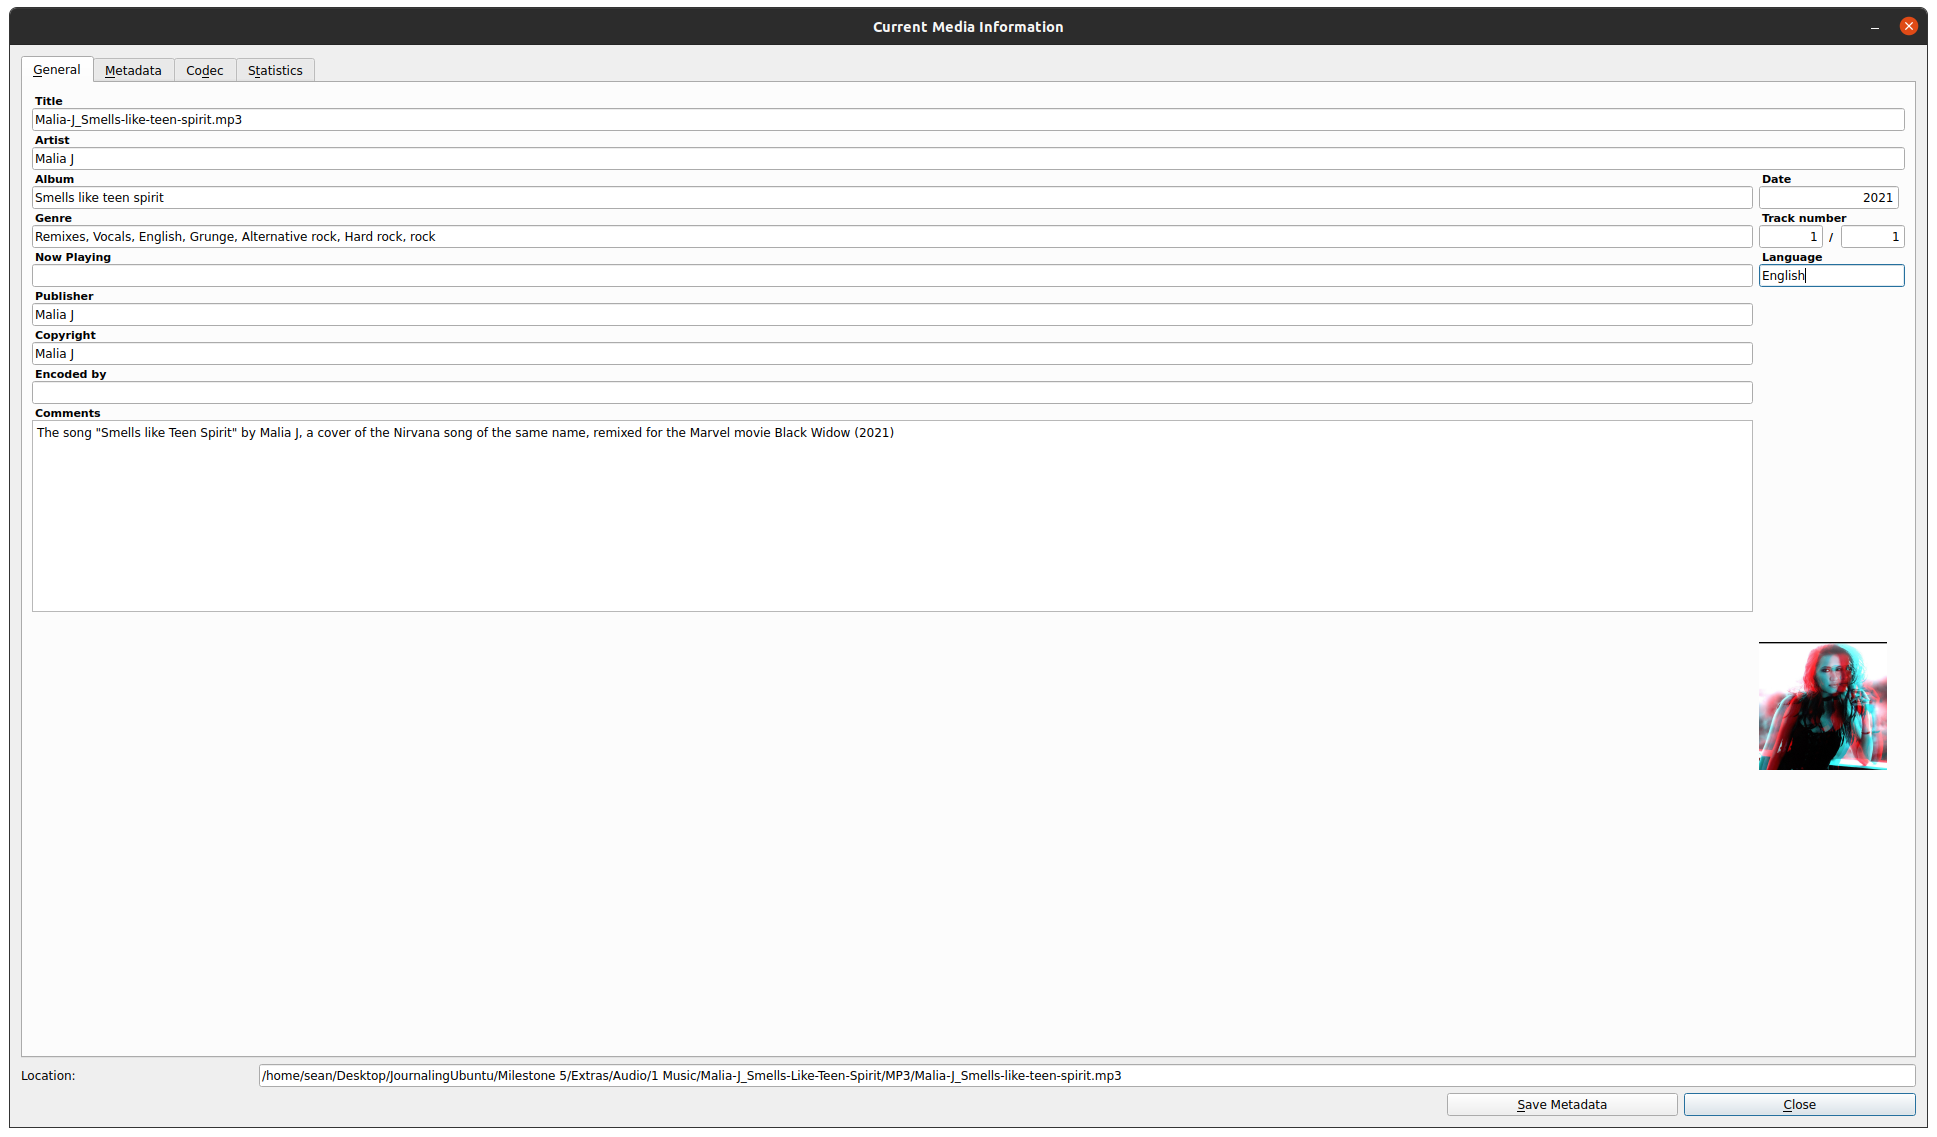 Current Media Information
General Metadata Codec Statistics
Title
Malia-J_Smells-like-teen-spirit.mp3
Artist
Malia J
Album Date
Smells like teen spirit 2021
Genre Track number
Remixes, Vocals, English, Grunge, Alternative rock, Hard rock, rock 1 / 1
Now Playing Language
English
Publisher
Malia J
Copyright
Malia J
Encoded by
Comments
The song "Smells like Teen Spirit" by Malia J, a cover of the Nirvana song of the same name, remixed for the Marvel movie Black Widow (2021)
Location: /home/sean/Desktop/JournalingUbuntu/Milestone 5/Extras/Audio/1 Music/Malia-J_Smells-Like-Teen-Spirit/MP3/Malia-J_Smells-like-teen-spirit.mp3
Save Metadata Close